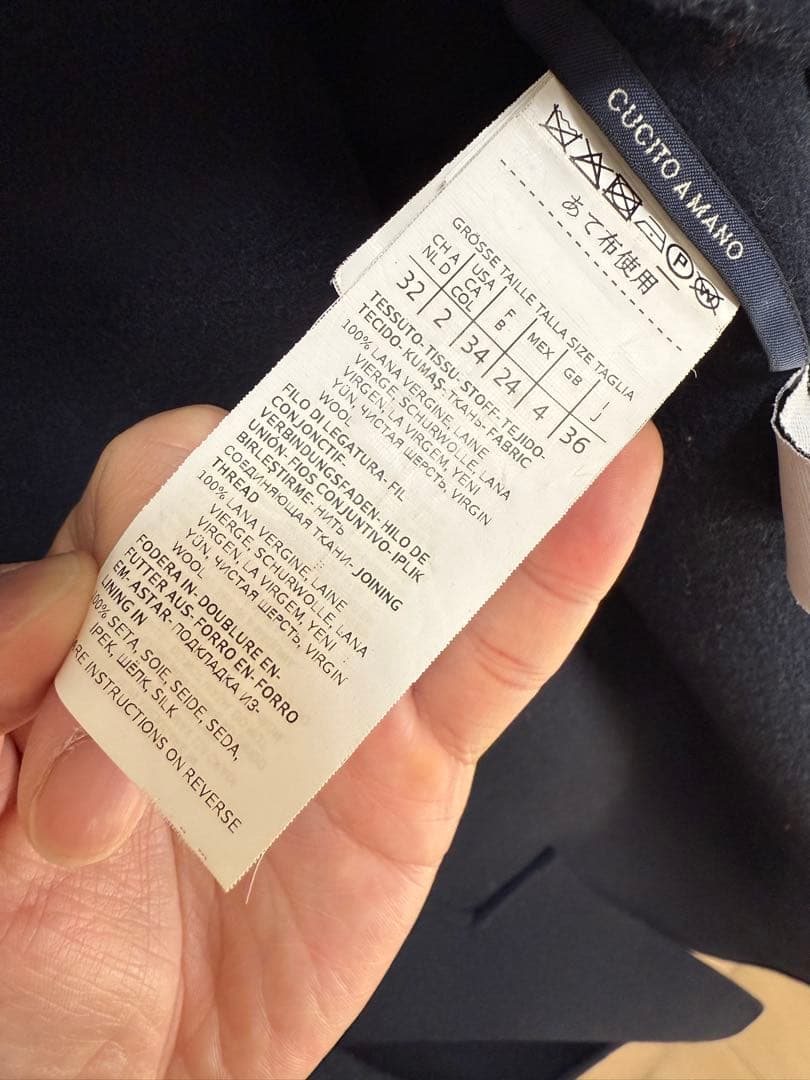 CUCITO A MANO
P W
あて布使用
GRÖSSE TAILLE TALLA SIZE TAGLIA
CH A USA F MEX GB I
NL D CA B J
COL
32 2 34 24 4 36
TESSUTO-TISSU-STOFF-TEJIDO-
TECIDO-KUMAŞ-ТКАНЬ-FABRIC
100% LANA VERGINE, LAINE
VIERGE, SCHURWOLLE, LANA
VIRGEN, LA VIRGEM, YENI
YÜN, ЧИСТАЯ ШЕРСТЬ, VIRGIN
WOOL
FILO DI LEGATURA-FIL
CONJONCTIF-
VERBINDUNGSFADEN-HILO DE
UNIÓN-FIOS CONJUNTIVO-IPLIK
BIRLEŞTIRME-НИТЬ
СОЕДИНЯЮЩАЯ ТКАНИ-JOINING
THREAD
100% LANA VERGINE, LAINE
VIERGE, SCHURWOLLE, LANA
VIRGEN, LA VIRGEM, YENI
YÜN, ЧИСТАЯ ШЕРСТЬ, VIRGIN
WOOL
FODERA IN-DOUBLURE EN-
FUTTER AUS-FORRO EN-FORRO
EM-ASTAR-ПОДКЛАДКА ИЗ-
LINING IN
00% SETA, SOIE, SEIDE, SEDA,
IPEK, ШЁЛК, SILK
RE INSTRUCTIONS ON REVERSE